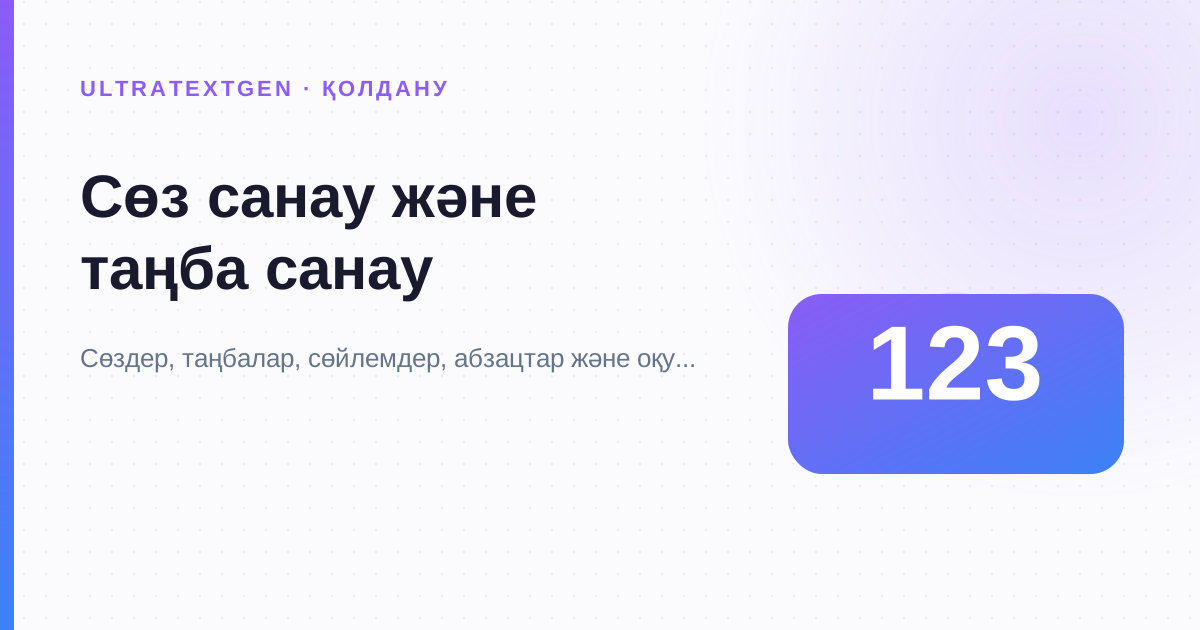 ULTRATEXTGEN · ҚОЛДАНУ
Сөз санау және
таңба санау
Сөздер, таңбалар, сөйлемдер, абзацтар және оқу...
123